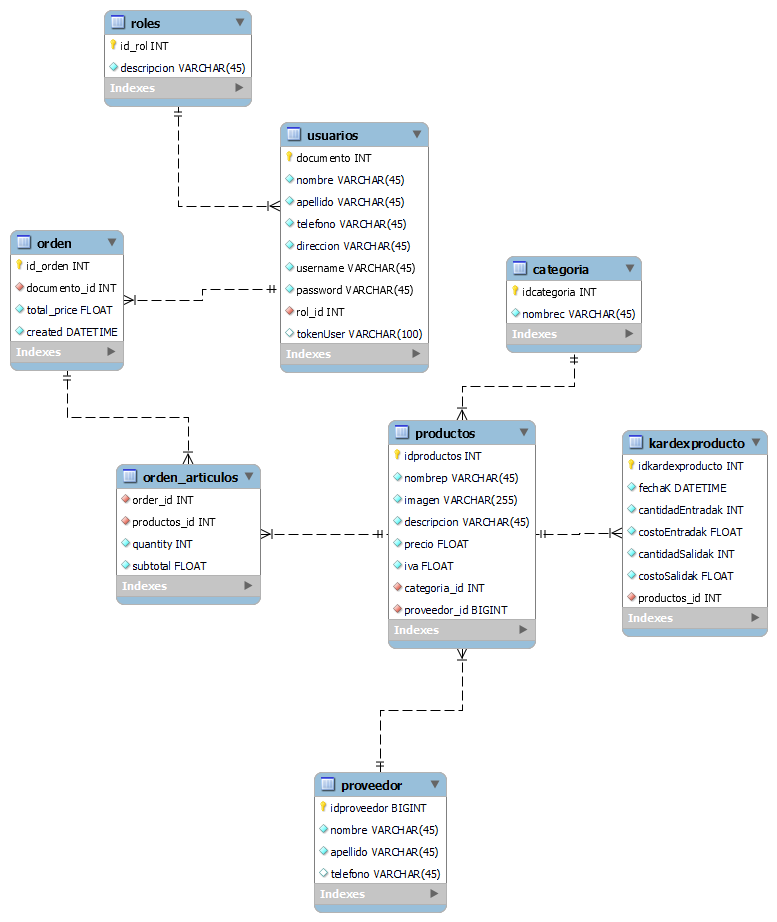 roles
id_rol INT
descripcion VARCHAR(45)
Indexes
usuarios
documento INT
nombre VARCHAR(45)
apellido VARCHAR(45)
telefono VARCHAR(45)
direccion VARCHAR(45)
username VARCHAR(45)
password VARCHAR(45)
rol_id INT
tokenUser VARCHAR(100)
Indexes
orden
id_orden INT
documento_id INT
total_price FLOAT
created DATETIME
Indexes
categoria
idcategoria INT
nombrec VARCHAR(45)
Indexes
orden_articulos
order_id INT
productos_id INT
quantity INT
subtotal FLOAT
Indexes
productos
idproductos INT
nombrep VARCHAR(45)
imagen VARCHAR(255)
descripcion VARCHAR(45)
precio FLOAT
iva FLOAT
categoria_id INT
proveedor_id BIGINT
Indexes
kardexproducto
idkardexproducto INT
fechaK DATETIME
cantidadEntradak INT
costoEntradak FLOAT
cantidadSalidak INT
costoSalidak FLOAT
productos_id INT
Indexes
proveedor
idproveedor BIGINT
nombre VARCHAR(45)
apellido VARCHAR(45)
telefono VARCHAR(45)
Indexes